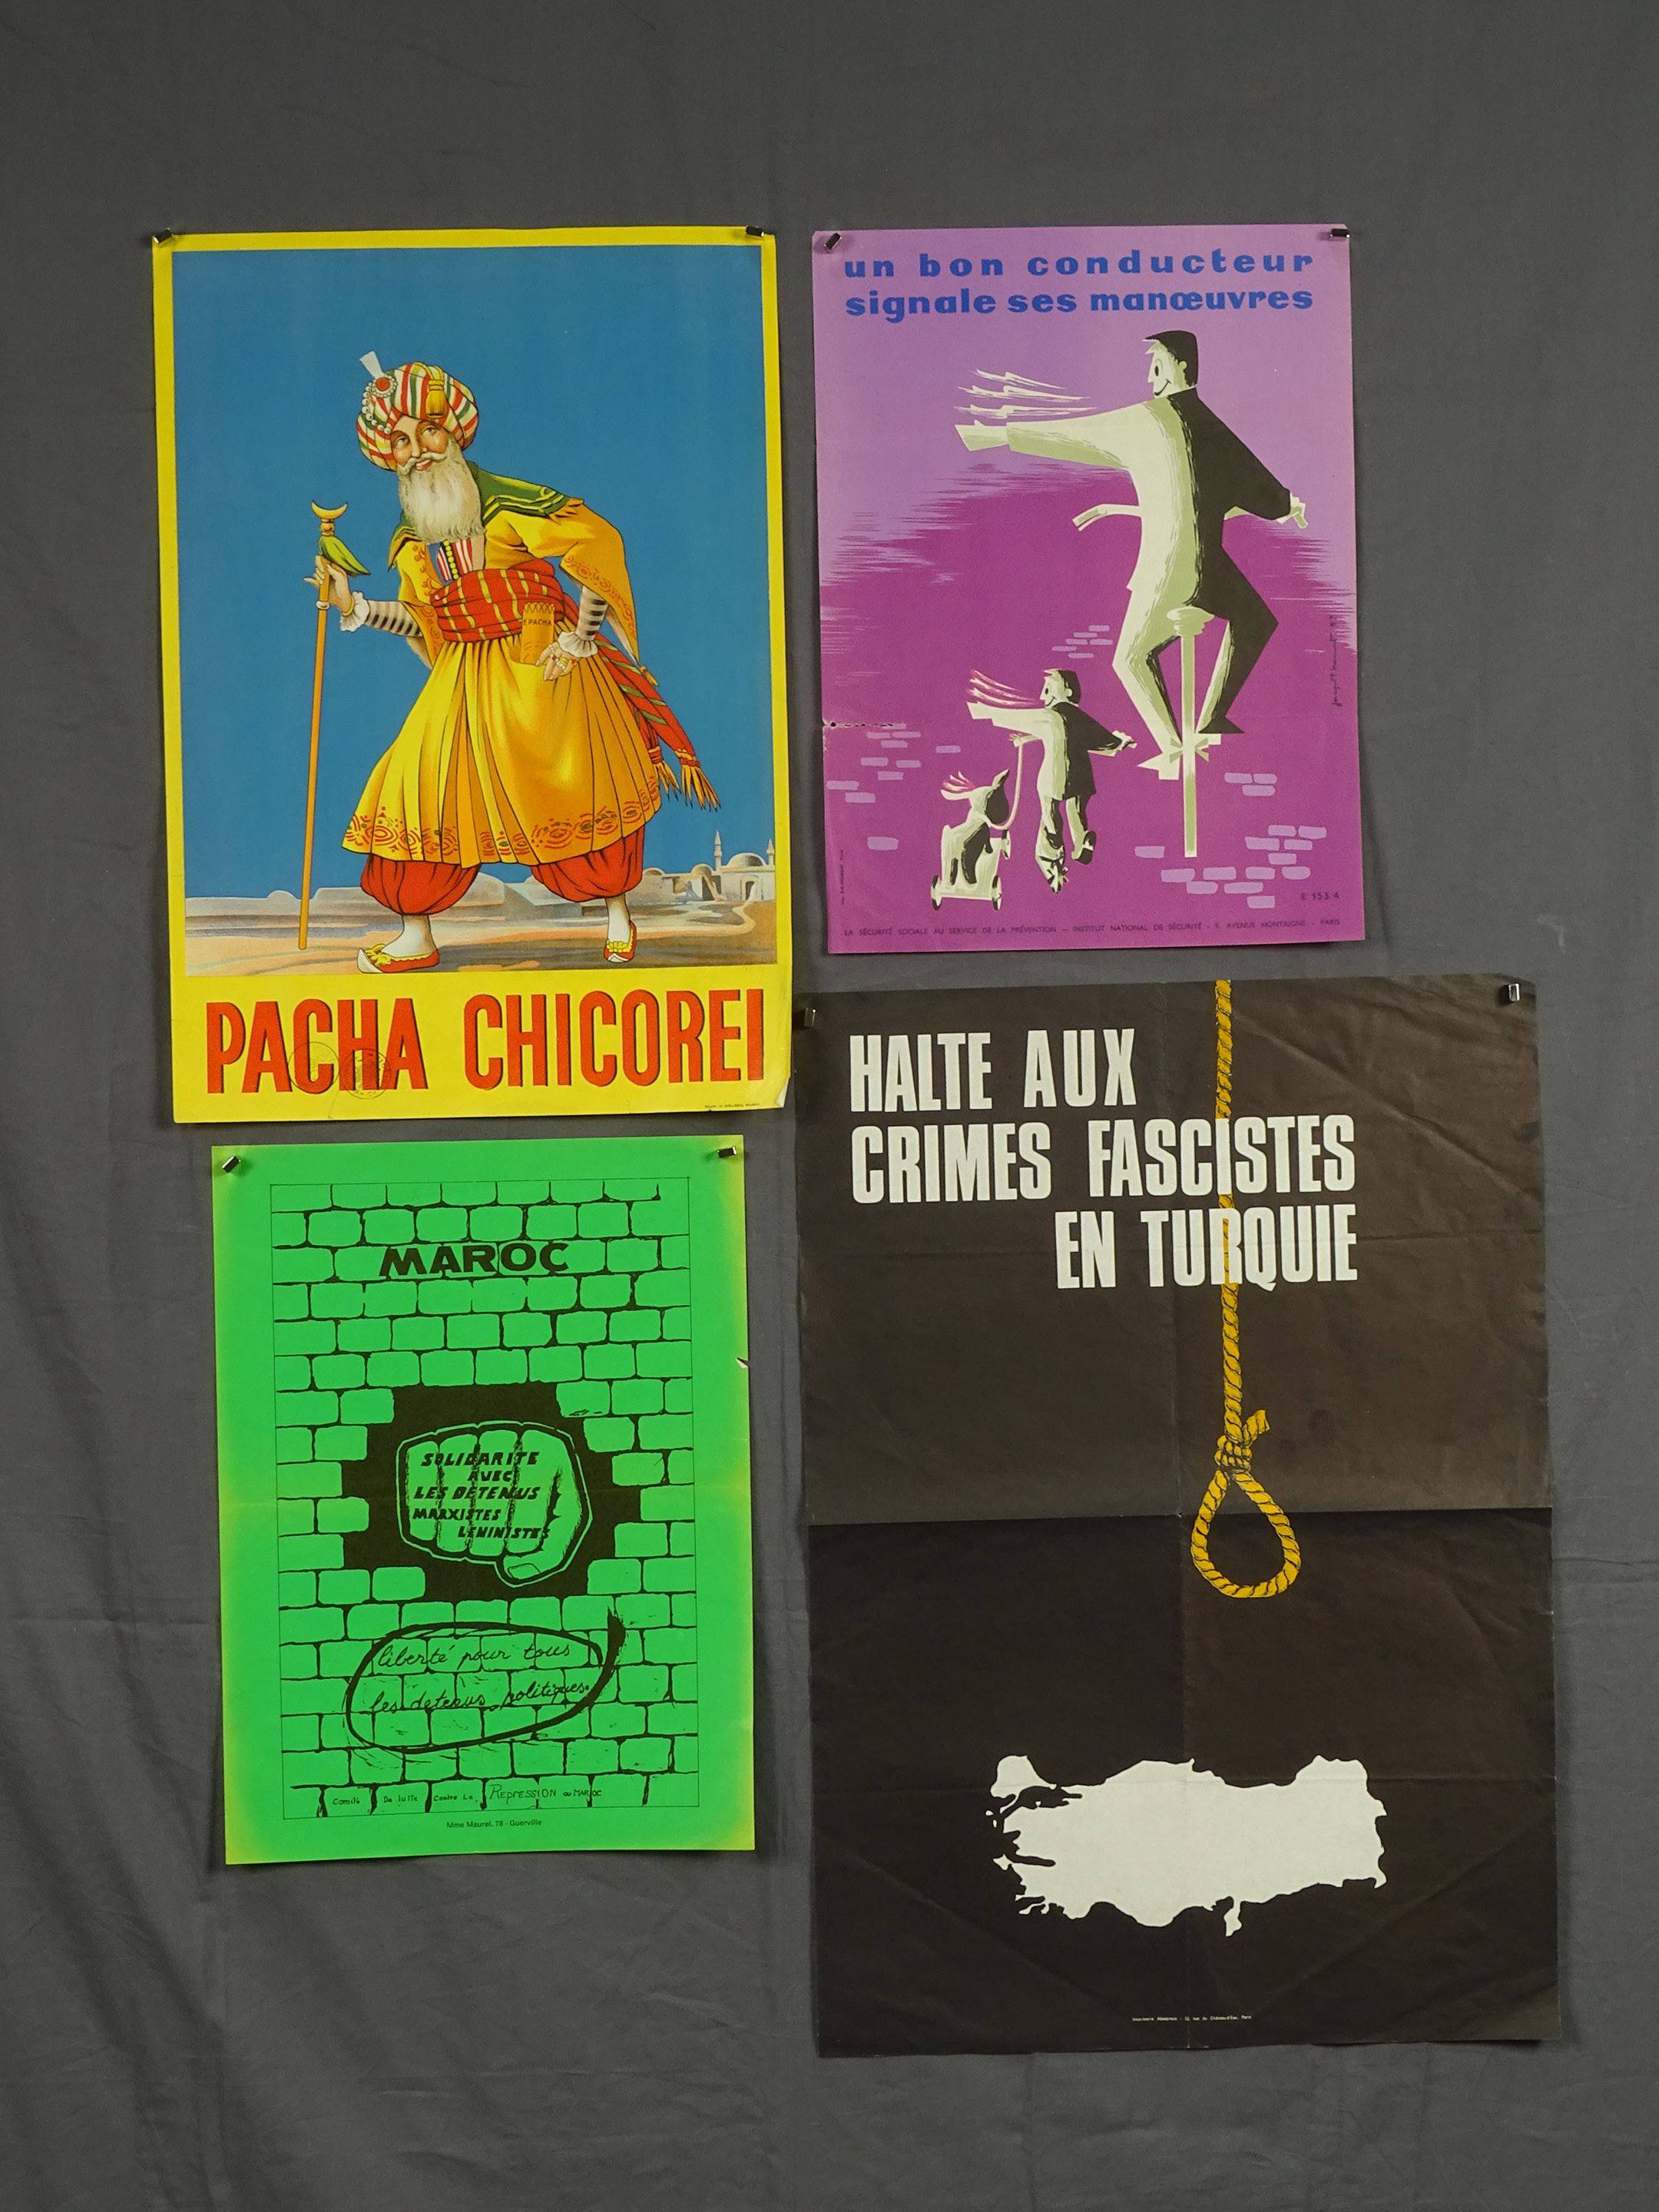 PACHA CHICOREI
E PACHA
un bon conducteur
signale ses manœuvres
E 153 A
LA SÉCURITÉ SOCIALE AU SERVICE DE LA PRÉVENTION — INSTITUT NATIONAL DE SÉCURITÉ - 9, AVENUE MONTAIGNE - PARIS
MAROC
SOLIDARITE
AVEC
LES DETENUS
MARXISTES
LENINISTES
liberté pour tous
les detenus politiques
Comité De lutte Contre La REPRESSION au MAROC
Mme Maurel, 78 - Guerville
HALTE AUX
CRIMES FASCISTES
EN TURQUIE